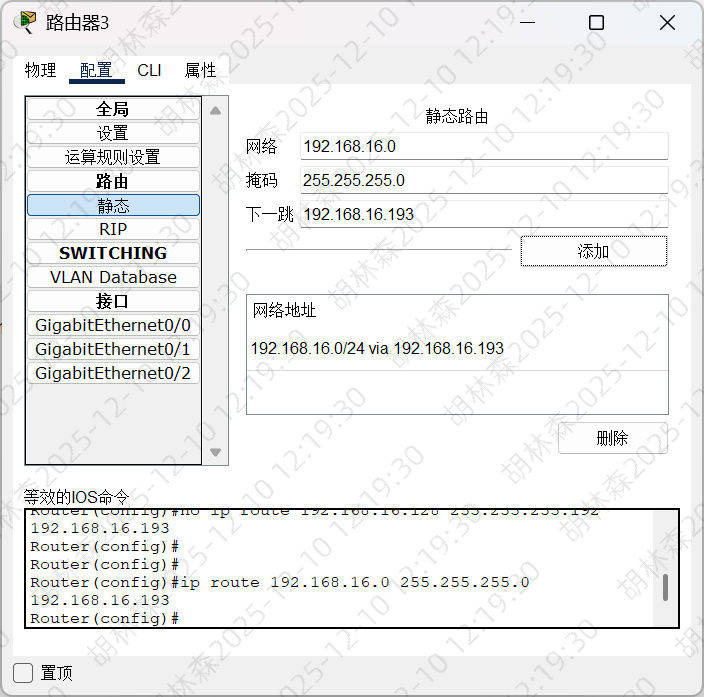 路由器3
物理 配置 CLI 属性
全局
设置
运算规则设置
路由
静态
RIP
SWITCHING
VLAN Database
接口
GigabitEthernet0/0
GigabitEthernet0/1
GigabitEthernet0/2
静态路由
网络 192.168.16.0
掩码 255.255.255.0
下一跳 192.168.16.193
添加
网络地址
192.168.16.0/24 via 192.168.16.193
删除
等效的IOS命令
Router(config)#no ip route 192.168.16.128 255.255.255.192
192.168.16.193
Router(config)#
Router(config)#
Router(config)#ip route 192.168.16.0 255.255.255.0
192.168.16.193
Router(config)#
置顶
胡林森2025-12-10 12:19:30